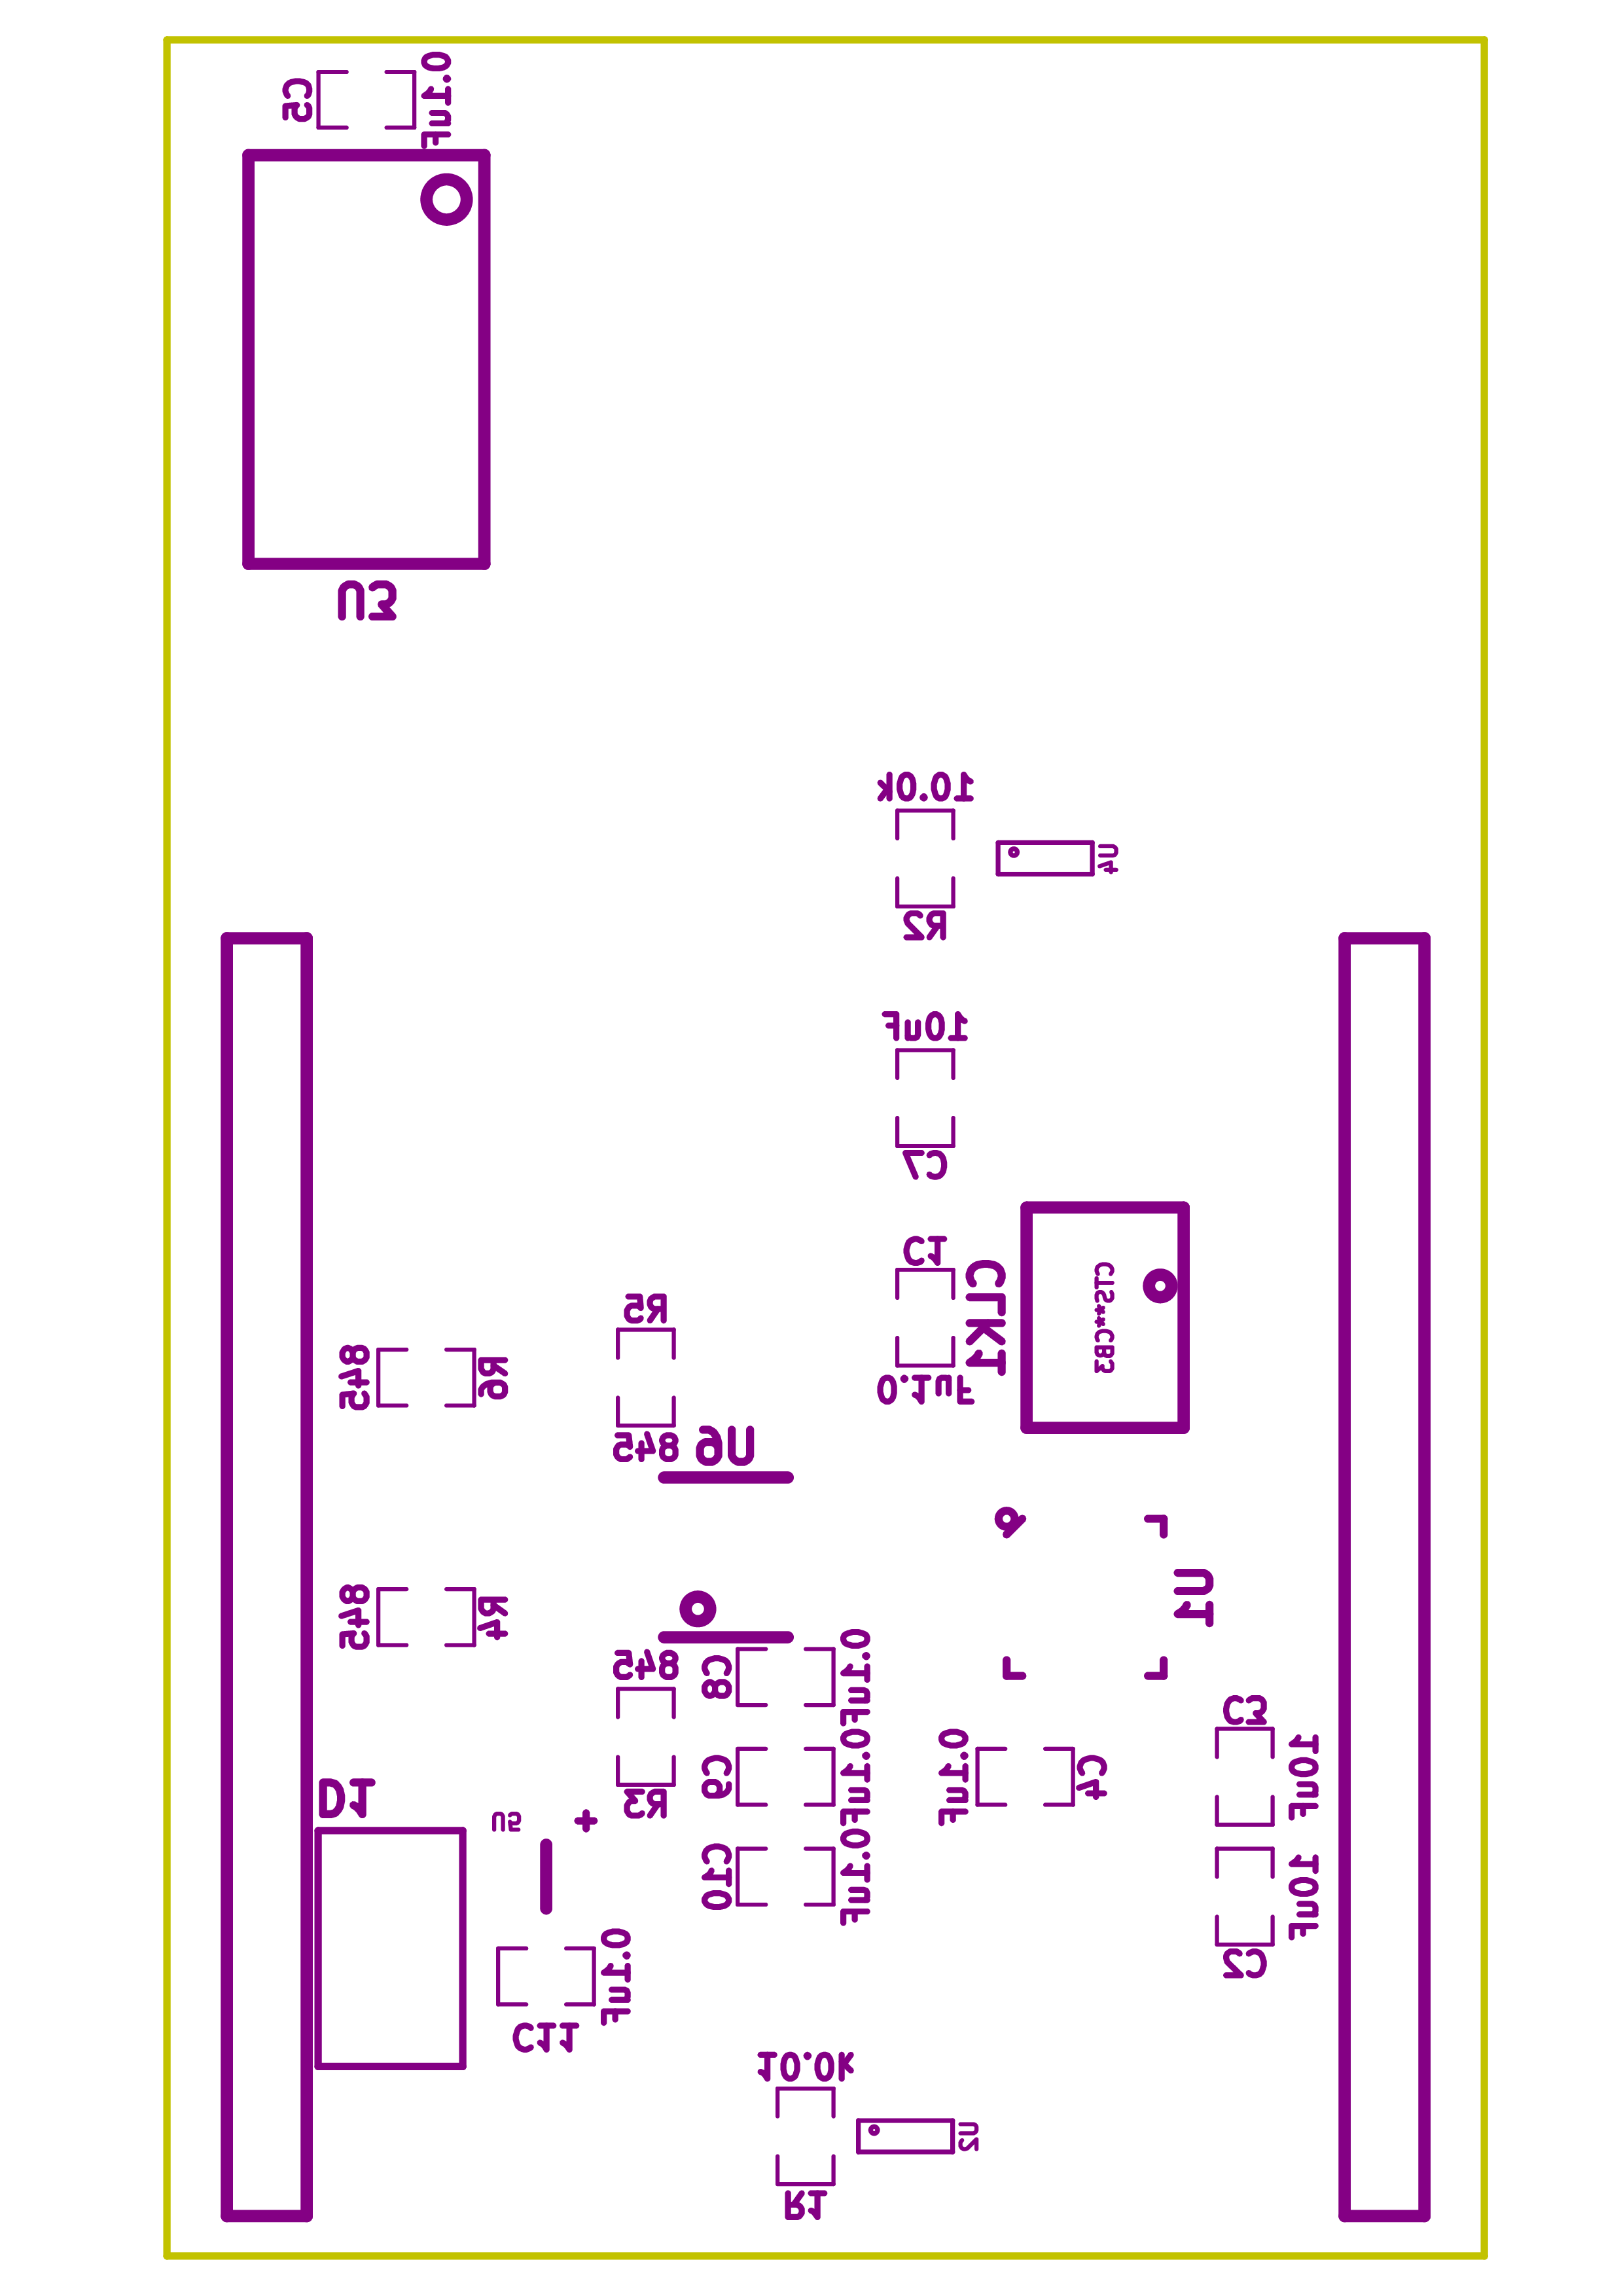 C5
0.1uF
U3
10.0k
U4
R2
10uF
C7
C1
CLK1
CTS**CB3
0.1uF
R5
845
R6
845
U6
U1
845
R4
845
C8
0.1uF
R3
C9
0.1uF
0.1uF
C4
C3
10uF
D1
U5
+
C10
0.1uF
10uF
C2
0.1uF
C11
10.0k
U2
R1